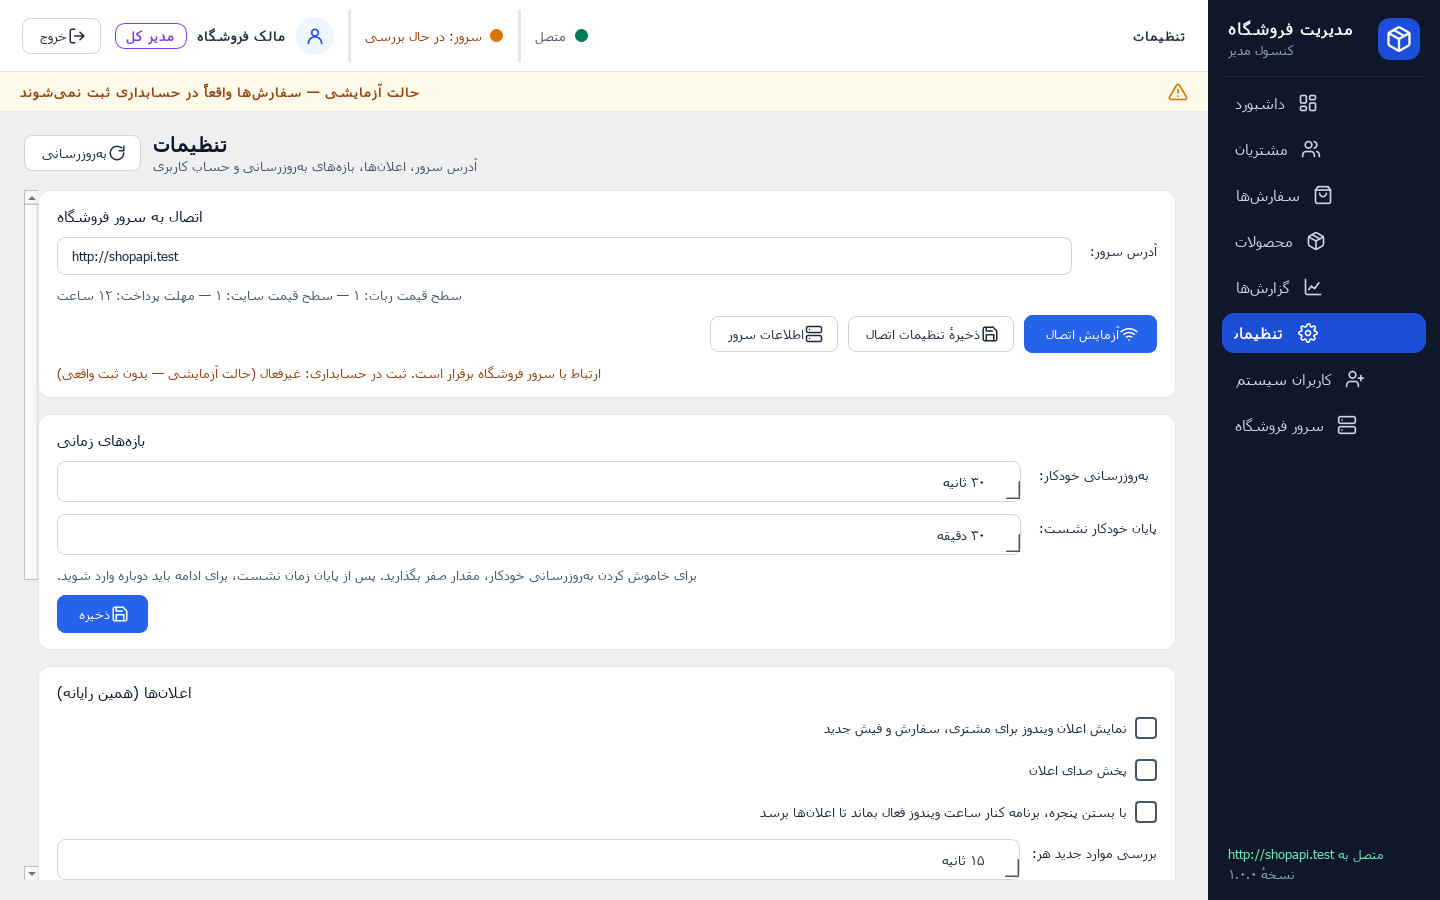 مدیریت فروشگاه
کنسول مدیر
داشبورد
مشتریان
سفارش‌ها
محصولات
گزارش‌ها
تنظیمات
کاربران سیستم
سرور فروشگاه
متصل به http://shopapi.test
نسخهٔ ۱.۰.۰
تنظیمات
متصل
سرور: در حال بررسی
مالک فروشگاه
مدیر کل
خروج
حالت آزمایشی — سفارش‌ها واقعاً در حسابداری ثبت نمی‌شوند
تنظیمات
آدرس سرور، اعلان‌ها، بازه‌های به‌روزرسانی و حساب کاربری
به‌روزرسانی
اتصال به سرور فروشگاه
آدرس سرور:
http://shopapi.test
سطح قیمت ربات: ۱ — سطح قیمت سایت: ۱ — مهلت پرداخت: ۱۲ ساعت
آزمایش اتصال
ذخیرهٔ تنظیمات اتصال
اطلاعات سرور
ارتباط با سرور فروشگاه برقرار است. ثبت در حسابداری: غیرفعال (حالت آزمایشی — بدون ثبت واقعی)
بازه‌های زمانی
به‌روزرسانی خودکار:
۳۰ ثانیه
پایان خودکار نشست:
۳۰ دقیقه
برای خاموش کردن به‌روزرسانی خودکار، مقدار صفر بگذارید. پس از پایان زمان نشست، برای ادامه باید دوباره وارد شوید.
ذخیره
اعلان‌ها (همین رایانه)
نمایش اعلان ویندوز برای مشتری، سفارش و فیش جدید
پخش صدای اعلان
با بستن پنجره، برنامه کنار ساعت ویندوز فعال بماند تا اعلان‌ها برسد
بررسی موارد جدید هر:
۱۵ ثانیه